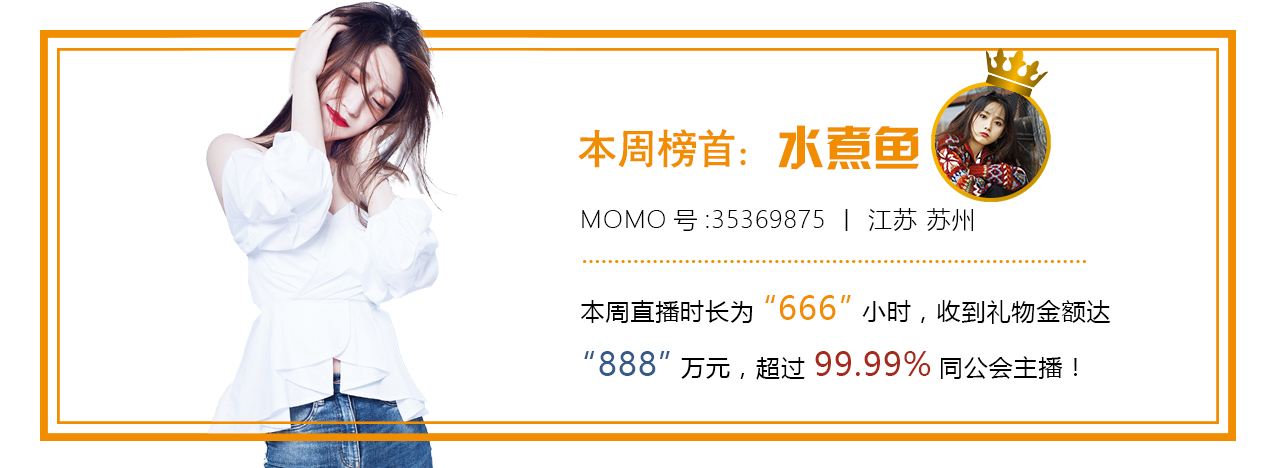 本周榜首：水煮鱼
MOMO 号 :35369875 丨 江苏 苏州
本周直播时长为“666”小时，收到礼物金额达
“888”万元，超过 99.99% 同公会主播！